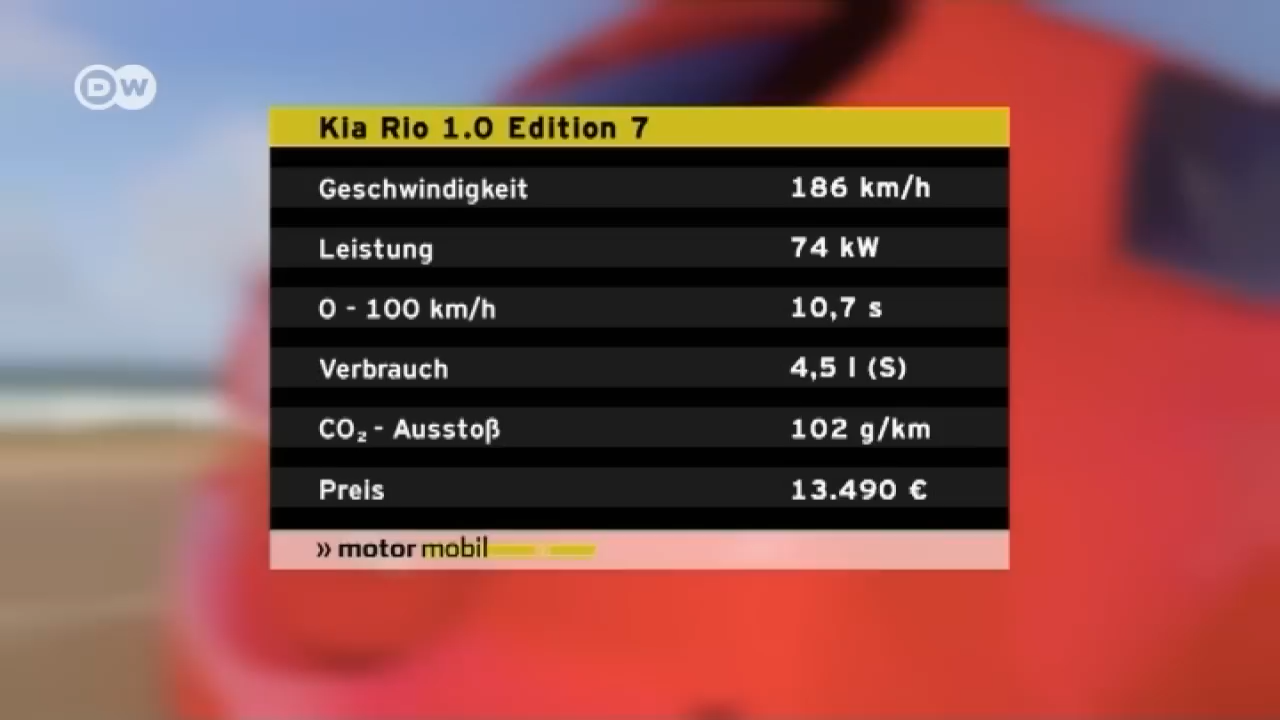 DW
Kia Rio 1.0 Edition 7
Geschwindigkeit 186 km/h
Leistung 74 kW
0 - 100 km/h 10,7 s
Verbrauch 4,5 l (S)
CO₂ - Ausstoß 102 g/km
Preis 13.490 €
» motor mobil